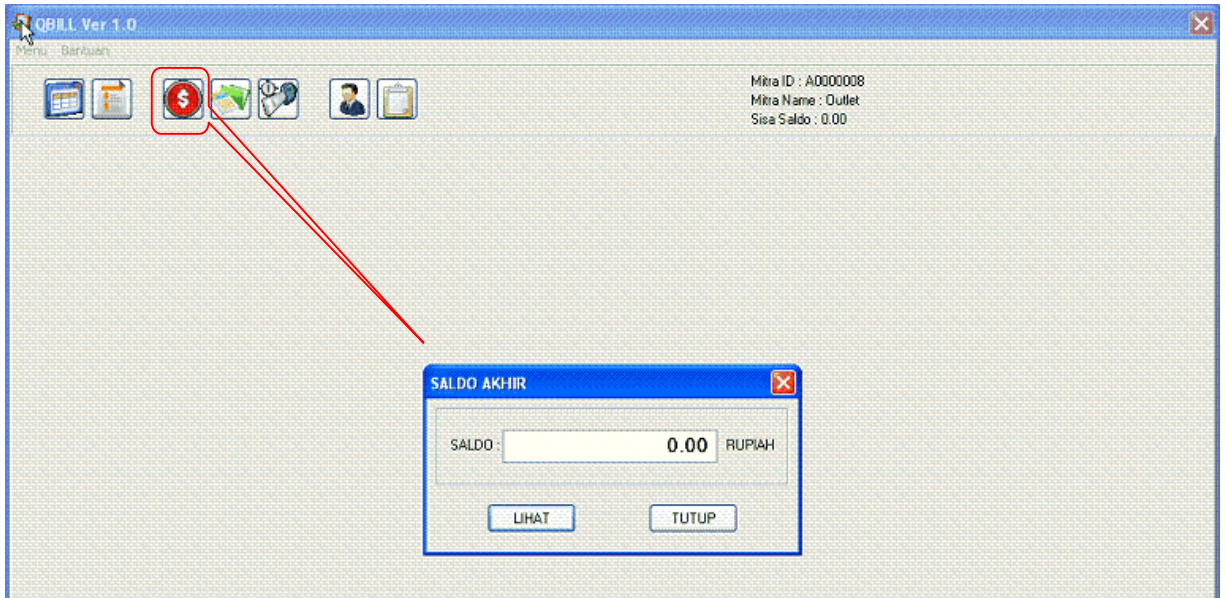 QBILL Ver 1.0
Menu Bantuan
Mitra ID : A0000008
Mitra Name : Outlet
Sisa Saldo : 0.00
SALDO AKHIR
SALDO : 0.00 RUPIAH
LIHAT TUTUP